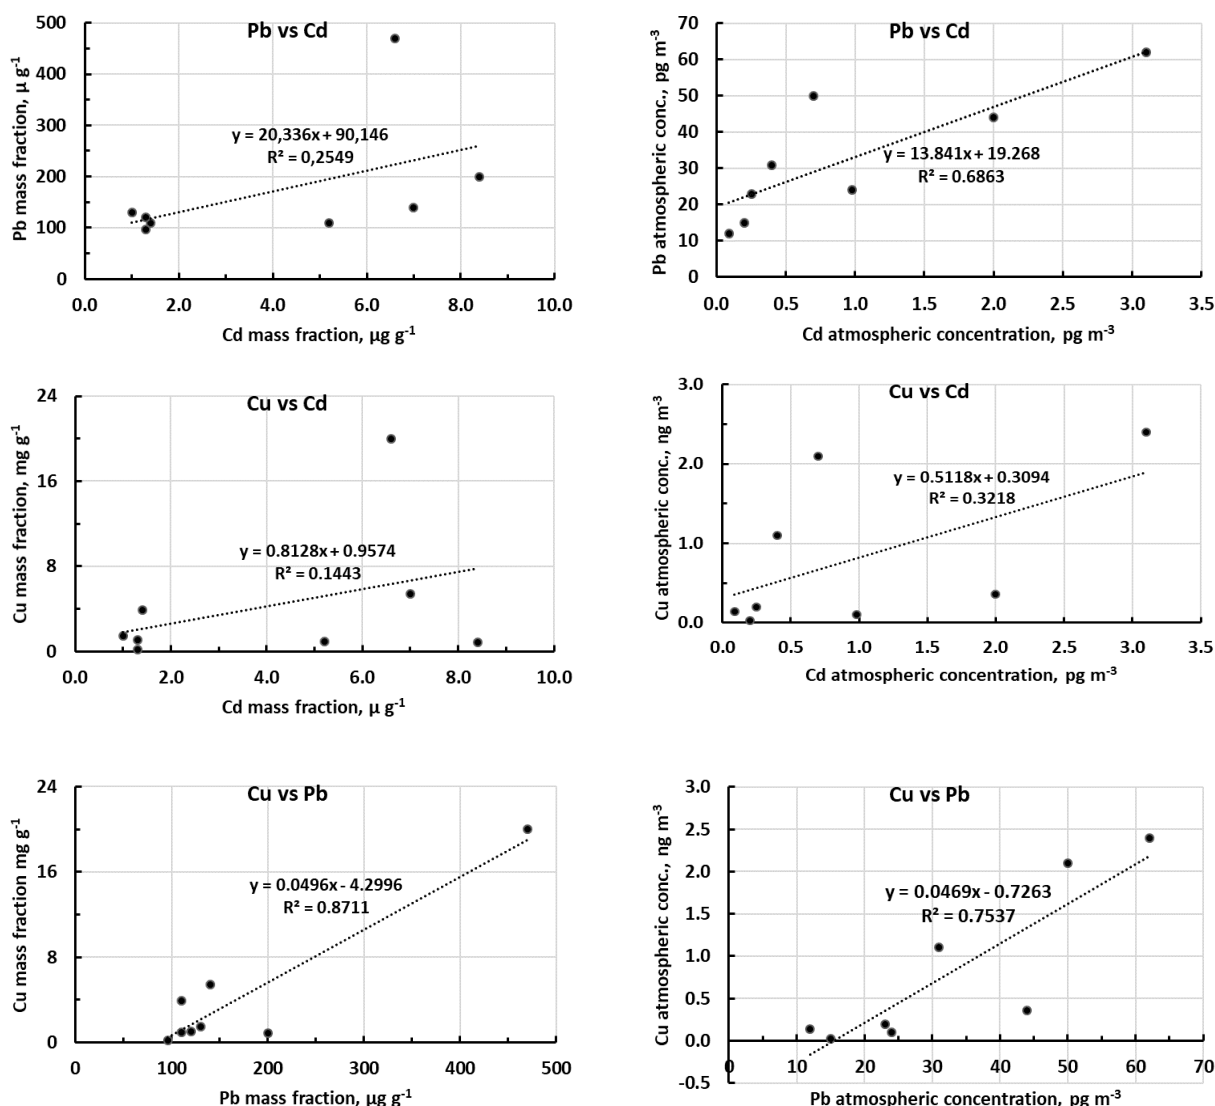 Pb vs Cd
Pb mass fraction, µ g-1
500
400
300
200
100
0
y = 20,336x + 90,146
R² = 0,2549
0.0 2.0 4.0 6.0 8.0 10.0
Cd mass fraction, µg g-1
Pb vs Cd
Pb atmospheric conc., pg m-3
70
60
50
40
30
20
10
0
y = 13.841x + 19.268
R² = 0.6863
0.0 0.5 1.0 1.5 2.0 2.5 3.0 3.5
Cd atmospheric concentration, pg m-3
Cu vs Cd
Cu mass fraction, mg g-1
24
16
8
0
y = 0.8128x + 0.9574
R² = 0.1443
0.0 2.0 4.0 6.0 8.0 10.0
Cd mass fraction, µ g-1
Cu vs Cd
Cu atmospheric conc., ng m-3
3.0
2.0
1.0
0.0
y = 0.5118x + 0.3094
R² = 0.3218
0.0 0.5 1.0 1.5 2.0 2.5 3.0 3.5
Cd atmospheric concentration, pg m-3
Cu vs Pb
Cu mass fraction mg g-1
24
16
8
0
y = 0.0496x - 4.2996
R² = 0.8711
0 100 200 300 400 500
Pb mass fraction, µg g-1
Cu vs Pb
Cu atmospheric conc., ng m-3
3.0
2.5
2.0
1.5
1.0
0.5
0.0
-0.5
y = 0.0469x - 0.7263
R² = 0.7537
0 10 20 30 40 50 60 70
Pb atmospheric concentration, pg m-3